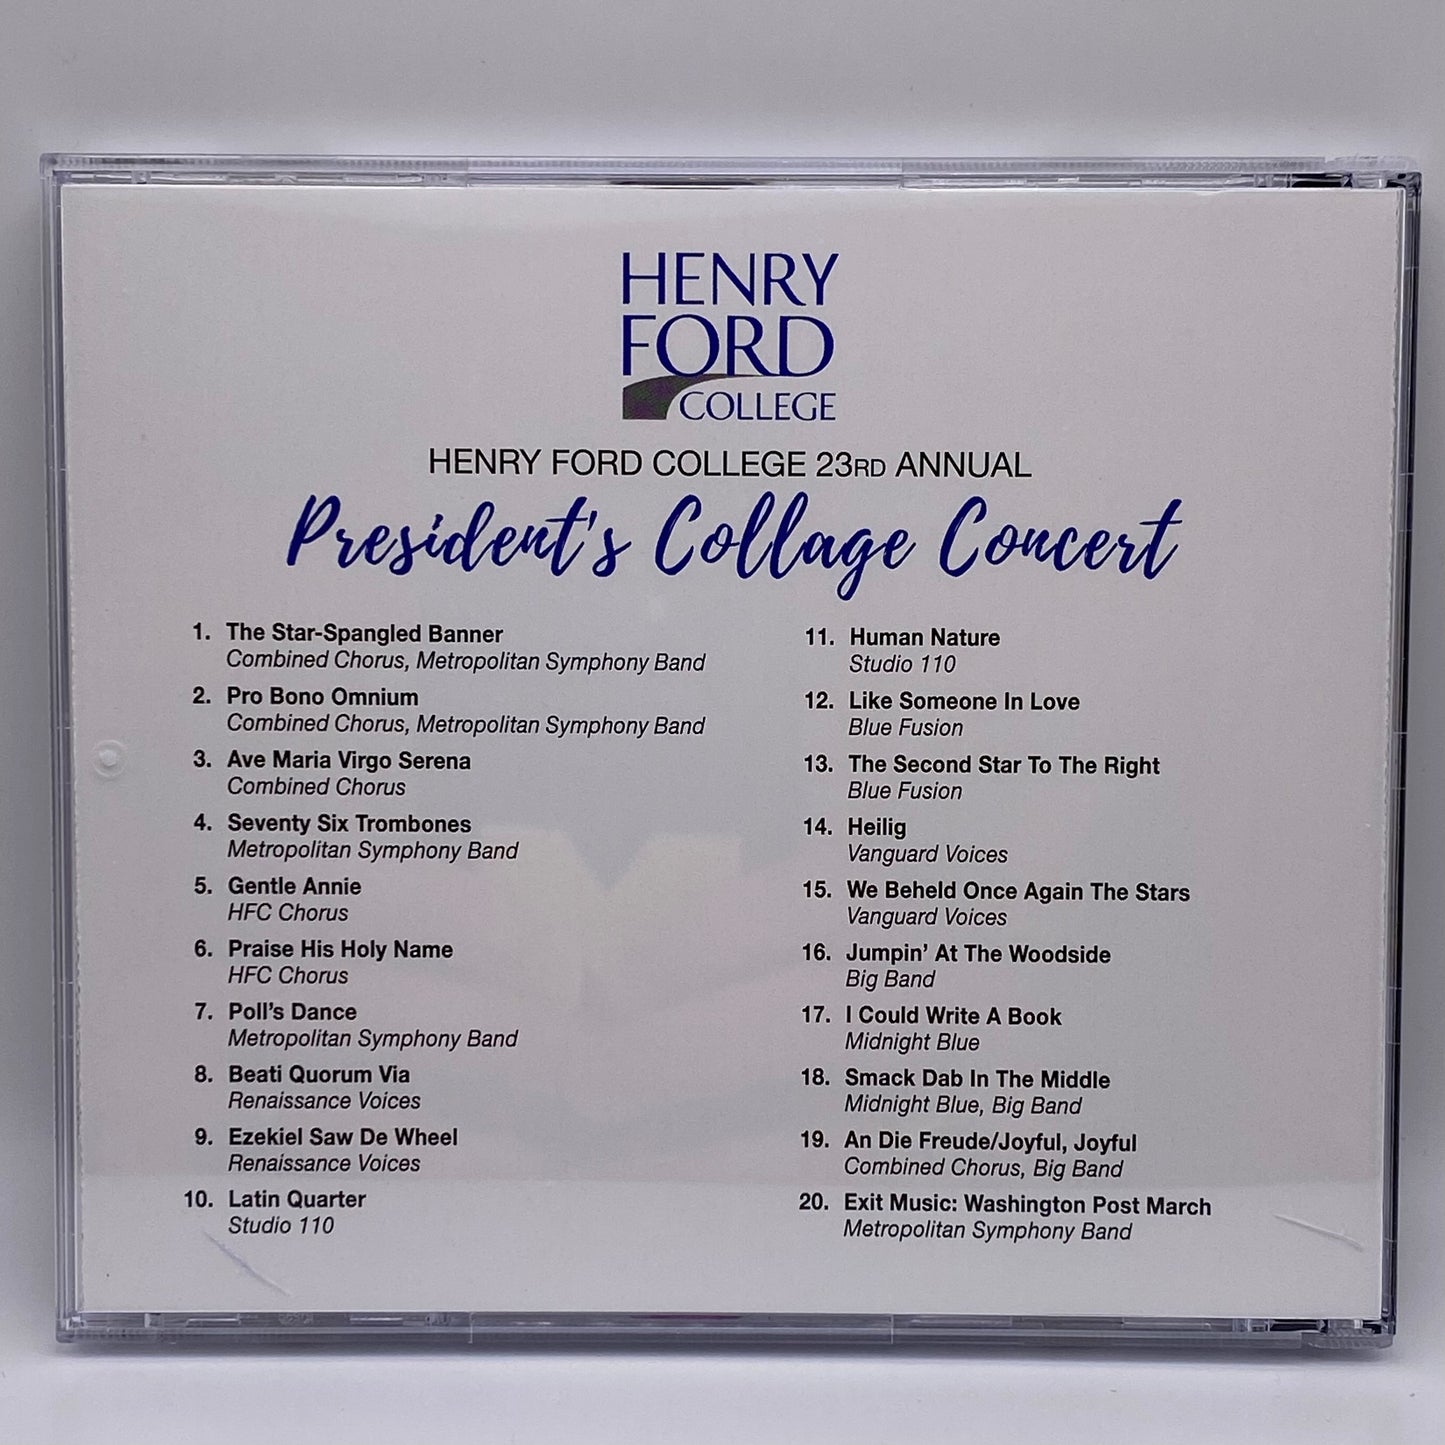 HENRY
FORD
COLLEGE
HENRY FORD COLLEGE 23RD ANNUAL
President's Collage Concert
1. The Star-Spangled Banner
Combined Chorus, Metropolitan Symphony Band
2. Pro Bono Omnium
Combined Chorus, Metropolitan Symphony Band
3. Ave Maria Virgo Serena
Combined Chorus
4. Seventy Six Trombones
Metropolitan Symphony Band
5. Gentle Annie
HFC Chorus
6. Praise His Holy Name
HFC Chorus
7. Poll's Dance
Metropolitan Symphony Band
8. Beati Quorum Via
Renaissance Voices
9. Ezekiel Saw De Wheel
Renaissance Voices
10. Latin Quarter
Studio 110
11. Human Nature
Studio 110
12. Like Someone In Love
Blue Fusion
13. The Second Star To The Right
Blue Fusion
14. Heilig
Vanguard Voices
15. We Beheld Once Again The Stars
Vanguard Voices
16. Jumpin’ At The Woodside
Big Band
17. I Could Write A Book
Midnight Blue
18. Smack Dab In The Middle
Midnight Blue, Big Band
19. An Die Freude/Joyful, Joyful
Combined Chorus, Big Band
20. Exit Music: Washington Post March
Metropolitan Symphony Band